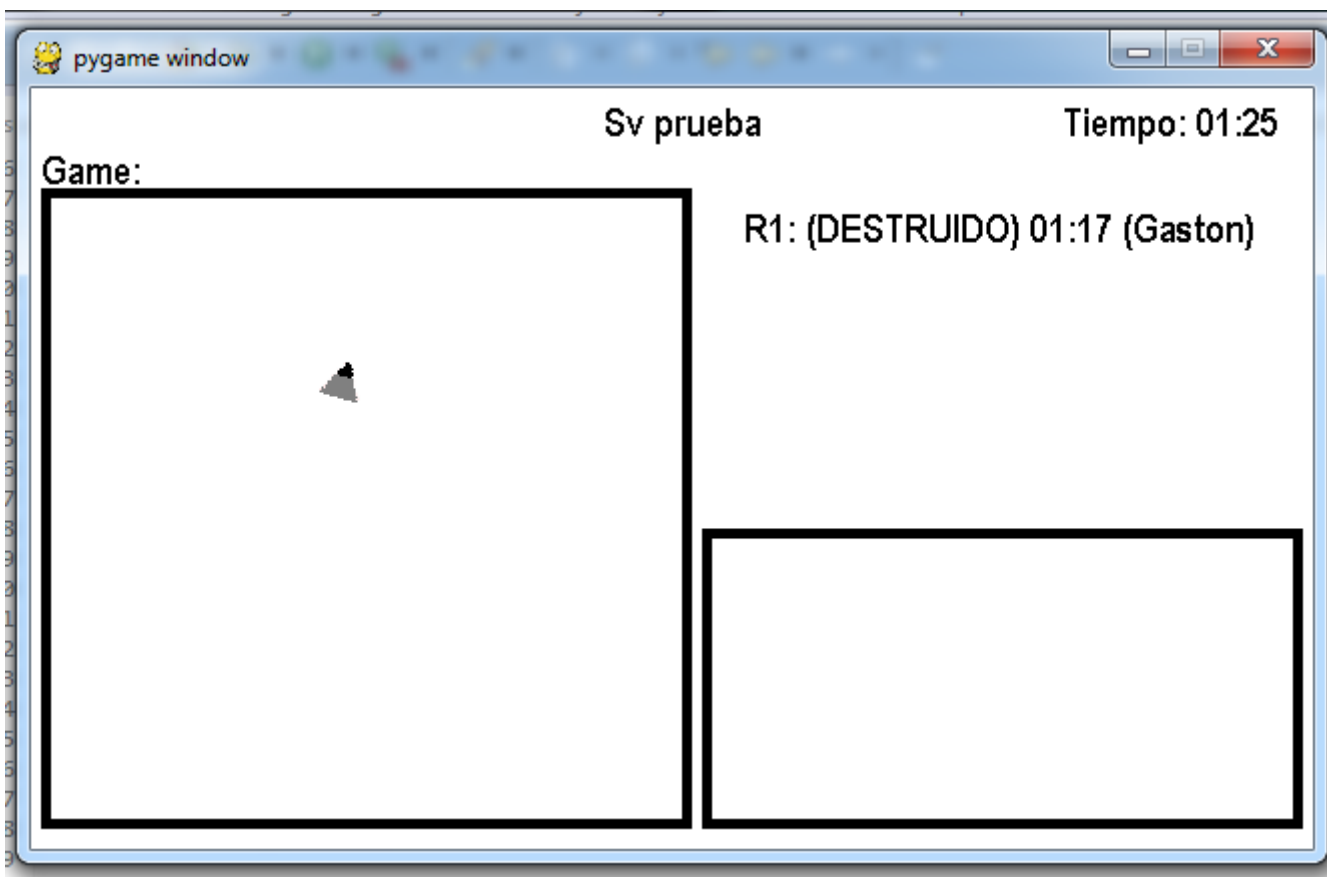 pygame window
Sv prueba
Tiempo: 01:25
Game:
R1: (DESTRUIDO) 01:17 (Gaston)